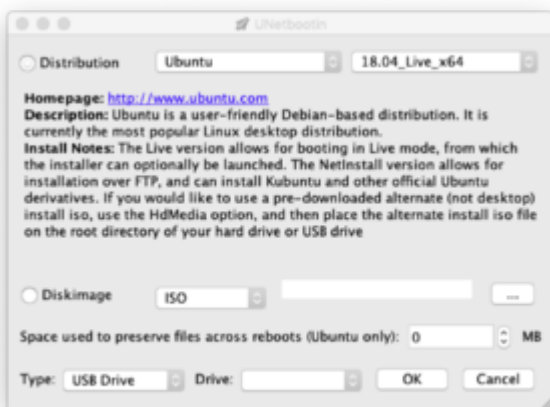 UNetbootin
Distribution Ubuntu 18.04_Live_x64
Homepage: http://www.ubuntu.com
Description: Ubuntu is a user-friendly Debian-based distribution. It is
currently the most popular Linux desktop distribution.
Install Notes: The Live version allows for booting in Live mode, from which
the installer can optionally be launched. The NetInstall version allows for
installation over FTP, and can install Kubuntu and other official Ubuntu
derivatives. If you would like to use a pre-downloaded alternate (not desktop)
install iso, use the HdMedia option, and then place the alternate install iso file
on the root directory of your hard drive or USB drive
Diskimage ISO ...
Space used to preserve files across reboots (Ubuntu only): 0 MB
Type: USB Drive Drive: OK Cancel